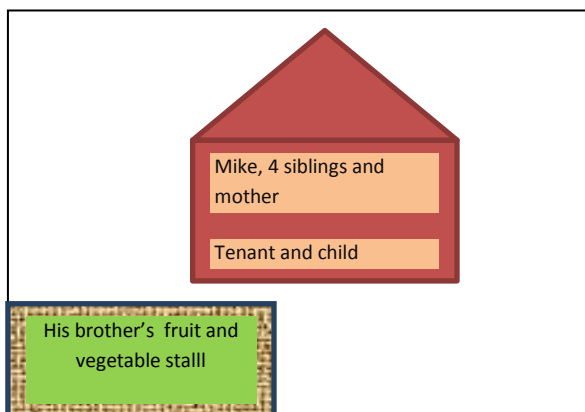 Mike, 4 siblings and
mother
Tenant and child
His brother’s fruit and
vegetable stalll